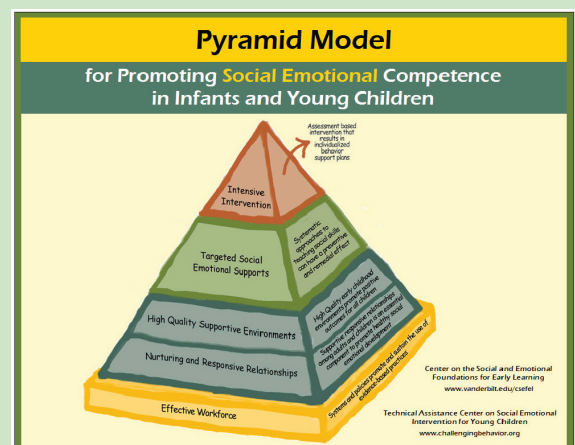 Pyramid Model
for Promoting Social Emotional Competence
in Infants and Young Children
Assessment based
intervention that
results in
individualized
behavior
support plans
Intensive
Intervention
Targeted Social
Emotional Supports
Systematic
approaches to
teaching social skills
can have a preventive
and remedial effect
High Quality Supportive Environments
High Quality early childhood
environments promote positive
outcomes for all children
Nurturing and Responsive Relationships
Supportive responsive relationships
among adults and children is an essential
component to promote healthy social
emotional development
Effective Workforce
Systems and policies promote and sustain the use of
evidence-based practices
Center on the Social and Emotional
Foundations for Early Learning
www.vanderbilt.edu/csefel
Technical Assistance Center on Social Emotional
Intervention for Young Children
www.challengingbehavior.org